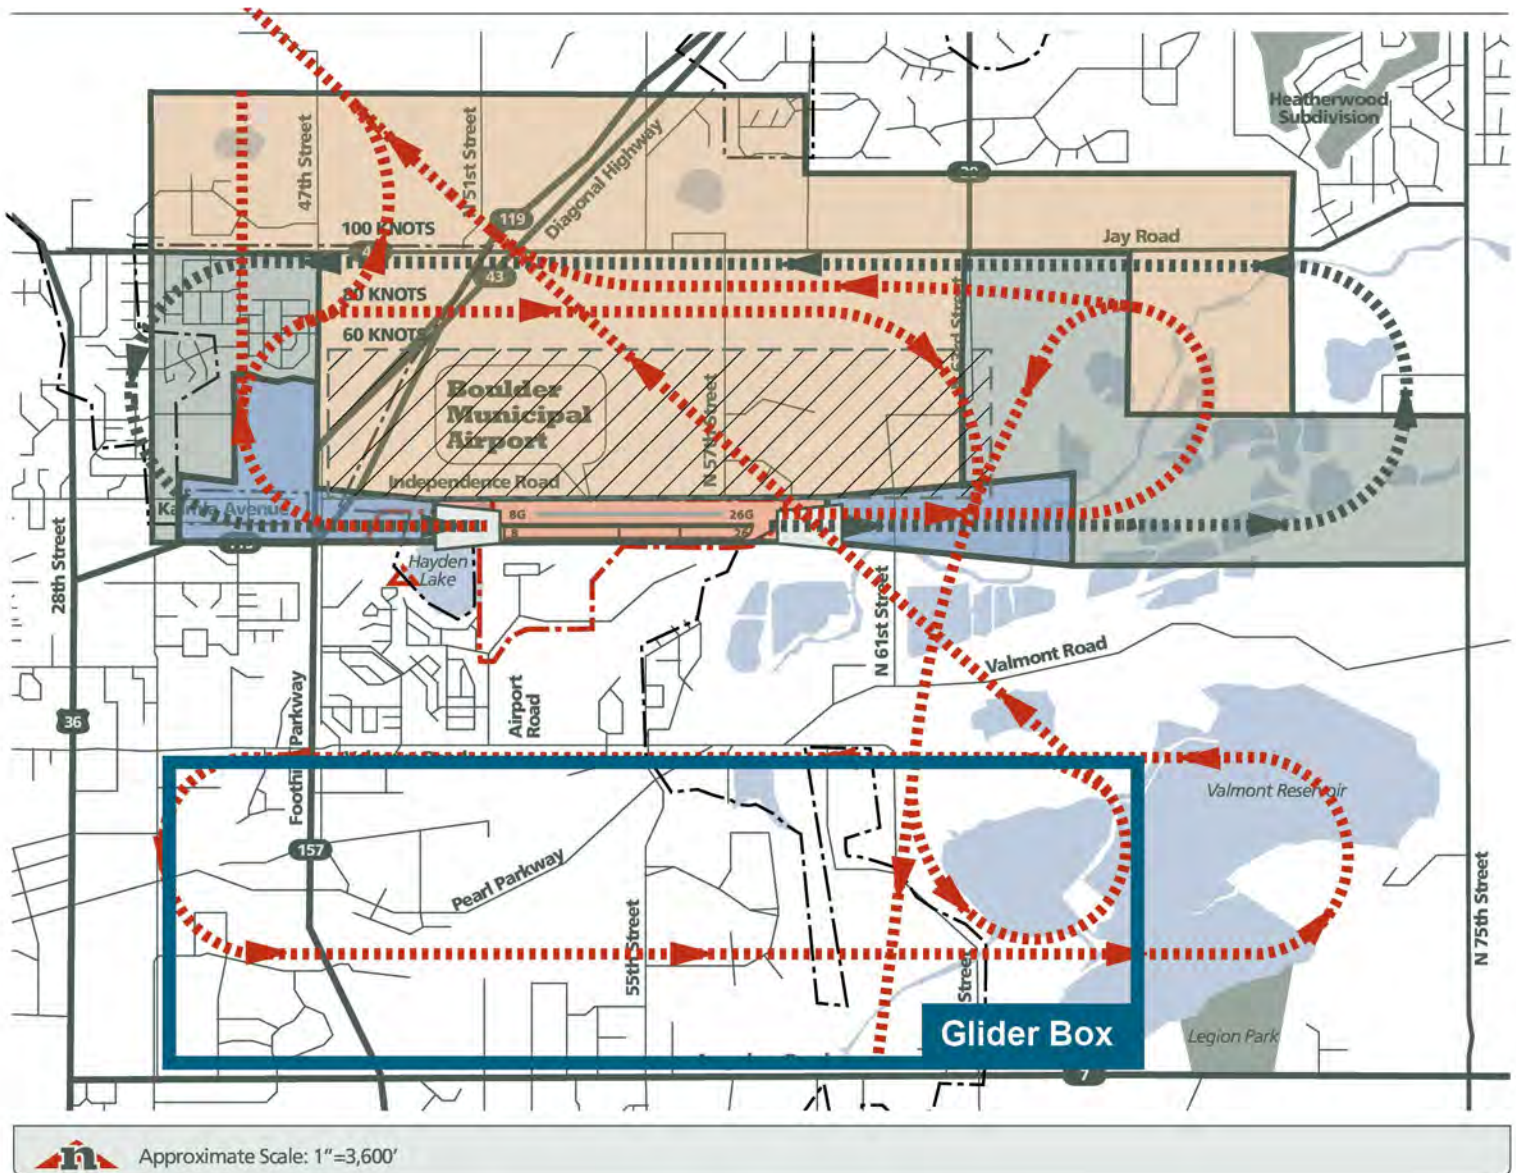 Heatherwood
Subdivision
47th Street
N 51st Street
Diagonal Highway
119
100 KNOTS
Jay Road
43
80 KNOTS
60 KNOTS
Boulder
Municipal
Airport
N 57th Street
Street
Independence Road
Avenue
8G
26G
8
26
Hayden
Lake
28th Street
N 61st Street
Valmont Road
36
Airport
Road
Parkway
Valmont Reservoir
157
Pearl Parkway
55th Street
Street
N 75th Street
Glider Box
Legion Park
7
n
Approximate Scale: 1"=3,600'